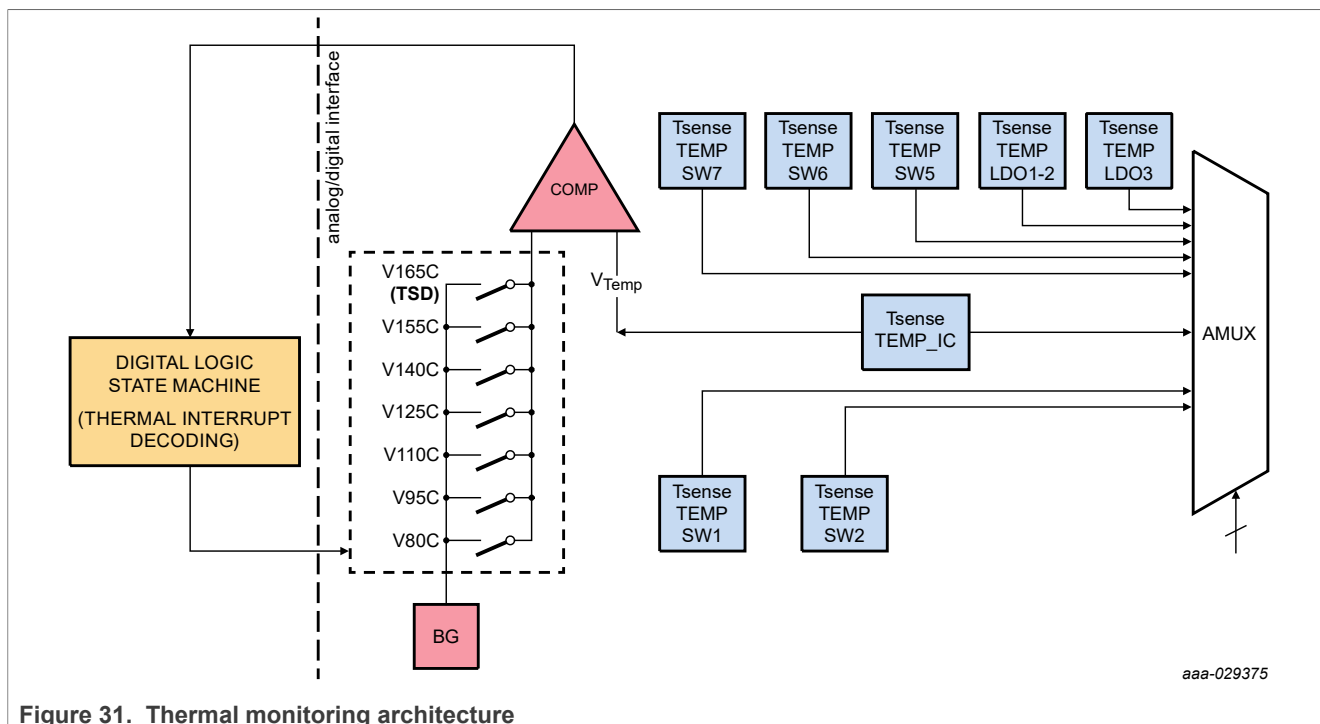 analog/digital interface
COMP
V165C
(TSD)
V155C
V140C
V125C
V110C
V95C
V80C
BG
DIGITAL LOGIC
STATE MACHINE
(THERMAL INTERRUPT
DECODING)
VTemp
Tsense
TEMP
SW7
Tsense
TEMP
SW6
Tsense
TEMP
SW5
Tsense
TEMP
LDO1-2
Tsense
TEMP
LDO3
Tsense
TEMP_IC
AMUX
Tsense
TEMP
SW1
Tsense
TEMP
SW2
aaa-029375
Figure 31. Thermal monitoring architecture